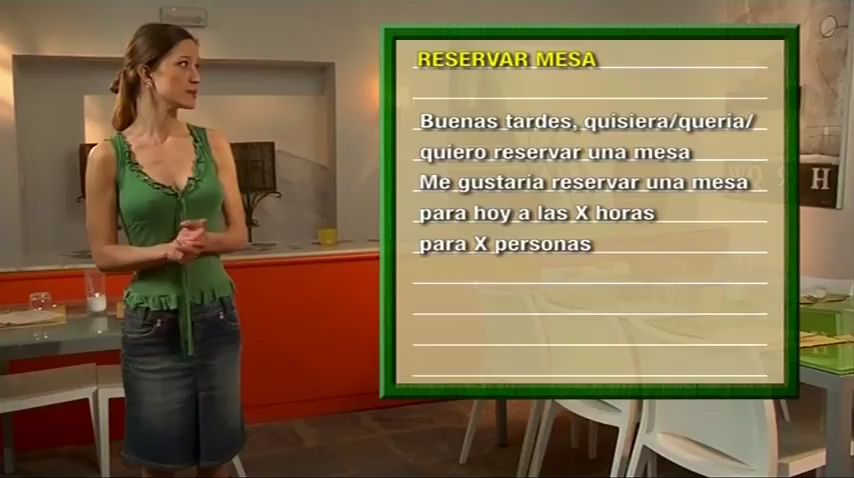 RESERVAR MESA
Buenas tardes, quisiera/quería/
quiero reservar una mesa
Me gustaría reservar una mesa
para hoy a las X horas
para X personas
H